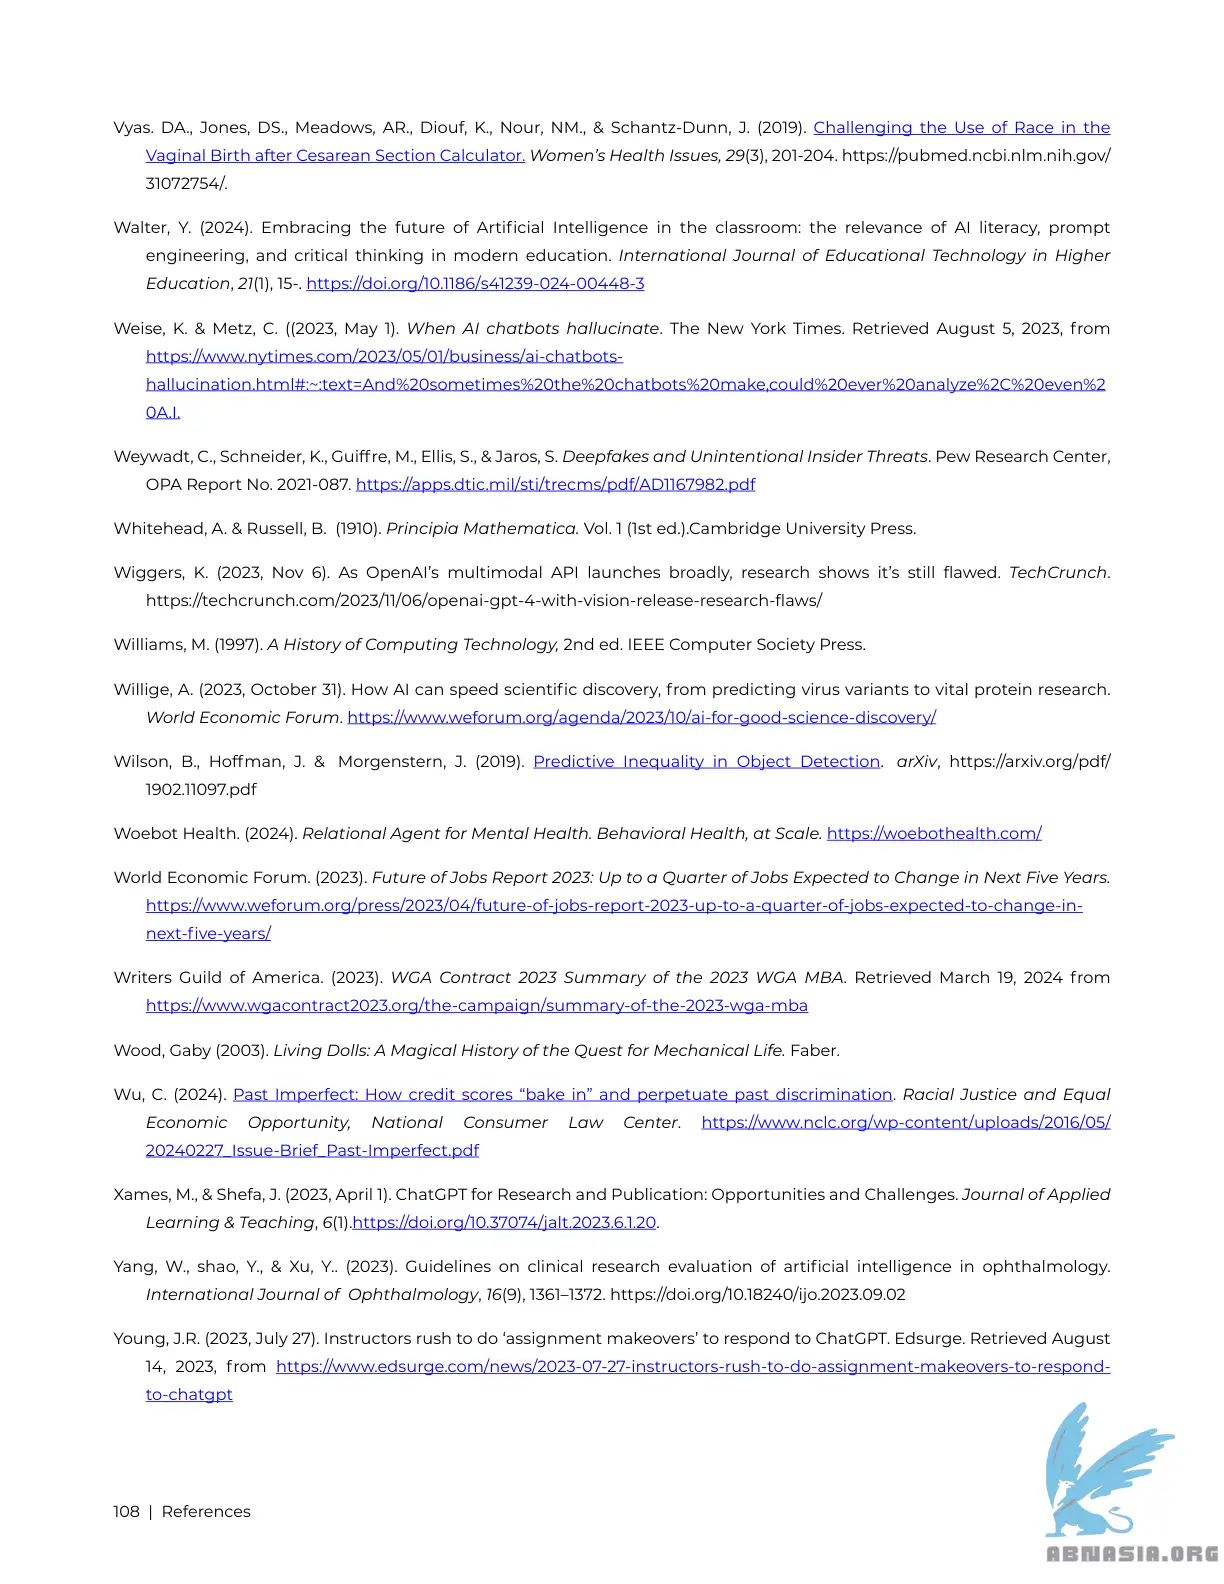 Vyas. DA., Jones, DS., Meadows, AR., Diouf, K., Nour, NM., & Schantz-Dunn, J. (2019). Challenging the Use of Race in the
Vaginal Birth after Cesarean Section Calculator. Women’s Health Issues, 29(3), 201-204. https://pubmed.ncbi.nlm.nih.gov/
31072754/.
Walter, Y. (2024). Embracing the future of Artificial Intelligence in the classroom: the relevance of AI literacy, prompt
engineering, and critical thinking in modern education. International Journal of Educational Technology in Higher
Education, 21(1), 15-. https://doi.org/10.1186/s41239-024-00448-3
Weise, K. & Metz, C. ((2023, May 1). When AI chatbots hallucinate. The New York Times. Retrieved August 5, 2023, from
https://www.nytimes.com/2023/05/01/business/ai-chatbots-
hallucination.html#:~:text=And%20sometimes%20the%20chatbots%20make,could%20ever%20analyze%2C%20even%2
0A.I.
Weywadt, C., Schneider, K., Guiffre, M., Ellis, S., & Jaros, S. Deepfakes and Unintentional Insider Threats. Pew Research Center,
OPA Report No. 2021-087. https://apps.dtic.mil/sti/trecms/pdf/AD1167982.pdf
Whitehead, A. & Russell, B.  (1910). Principia Mathematica. Vol. 1 (1st ed.).Cambridge University Press.
Wiggers, K. (2023, Nov 6). As OpenAI’s multimodal API launches broadly, research shows it’s still flawed. TechCrunch.
https://techcrunch.com/2023/11/06/openai-gpt-4-with-vision-release-research-flaws/
Williams, M. (1997). A History of Computing Technology, 2nd ed. IEEE Computer Society Press.
Willige, A. (2023, October 31). How AI can speed scientific discovery, from predicting virus variants to vital protein research.
World Economic Forum. https://www.weforum.org/agenda/2023/10/ai-for-good-science-discovery/
Wilson, B., Hoffman, J. &  Morgenstern, J. (2019). Predictive Inequality in Object Detection.  arXiv, https://arxiv.org/pdf/
1902.11097.pdf
Woebot Health. (2024). Relational Agent for Mental Health. Behavioral Health, at Scale. https://woebothealth.com/
World Economic Forum. (2023). Future of Jobs Report 2023: Up to a Quarter of Jobs Expected to Change in Next Five Years.
https://www.weforum.org/press/2023/04/future-of-jobs-report-2023-up-to-a-quarter-of-jobs-expected-to-change-in-
next-five-years/
Writers Guild of America. (2023). WGA Contract 2023 Summary of the 2023 WGA MBA. Retrieved March 19, 2024 from
https://www.wgacontract2023.org/the-campaign/summary-of-the-2023-wga-mba
Wood, Gaby (2003). Living Dolls: A Magical History of the Quest for Mechanical Life. Faber.
Wu, C. (2024). Past Imperfect: How credit scores “bake in” and perpetuate past discrimination. Racial Justice and Equal
Economic Opportunity, National Consumer Law Center. https://www.nclc.org/wp-content/uploads/2016/05/
20240227_Issue-Brief_Past-Imperfect.pdf
Xames, M., & Shefa, J. (2023, April 1). ChatGPT for Research and Publication: Opportunities and Challenges. Journal of Applied
Learning & Teaching, 6(1).https://doi.org/10.37074/jalt.2023.6.1.20.
Yang, W., shao, Y., & Xu, Y.. (2023). Guidelines on clinical research evaluation of artificial intelligence in ophthalmology.
International Journal of  Ophthalmology, 16(9), 1361–1372. https://doi.org/10.18240/ijo.2023.09.02
Young, J.R. (2023, July 27). Instructors rush to do ‘assignment makeovers’ to respond to ChatGPT. Edsurge. Retrieved August
14, 2023, from https://www.edsurge.com/news/2023-07-27-instructors-rush-to-do-assignment-makeovers-to-respond-
to-chatgpt
108 | References
ABNASIA.ORG